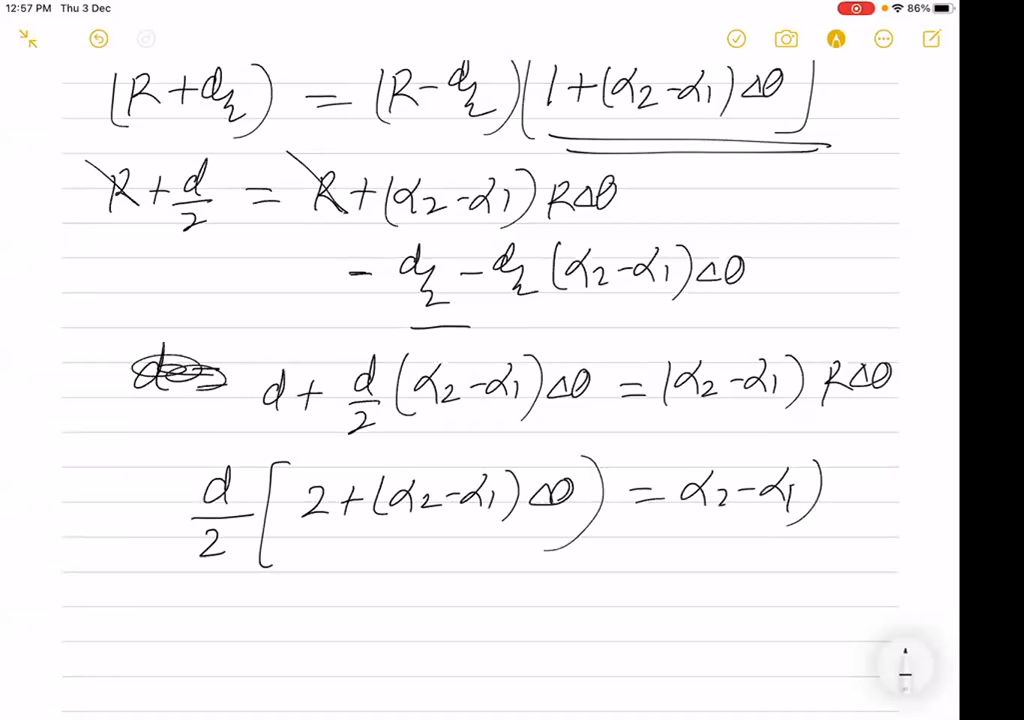 12:57 PM Thu 3 Dec 86%
(R + d/2) = (R - d/2) [1 + (α2 - α1) Δθ]
R + d/2 = R + (α2 - α1) RΔθ
- d/2 - d/2 (α2 - α1) Δθ
d + d/2 (α2 - α1) Δθ = (α2 - α1) RΔθ
d/2 [2 + (α2 - α1) Δθ) = α2 - α1)